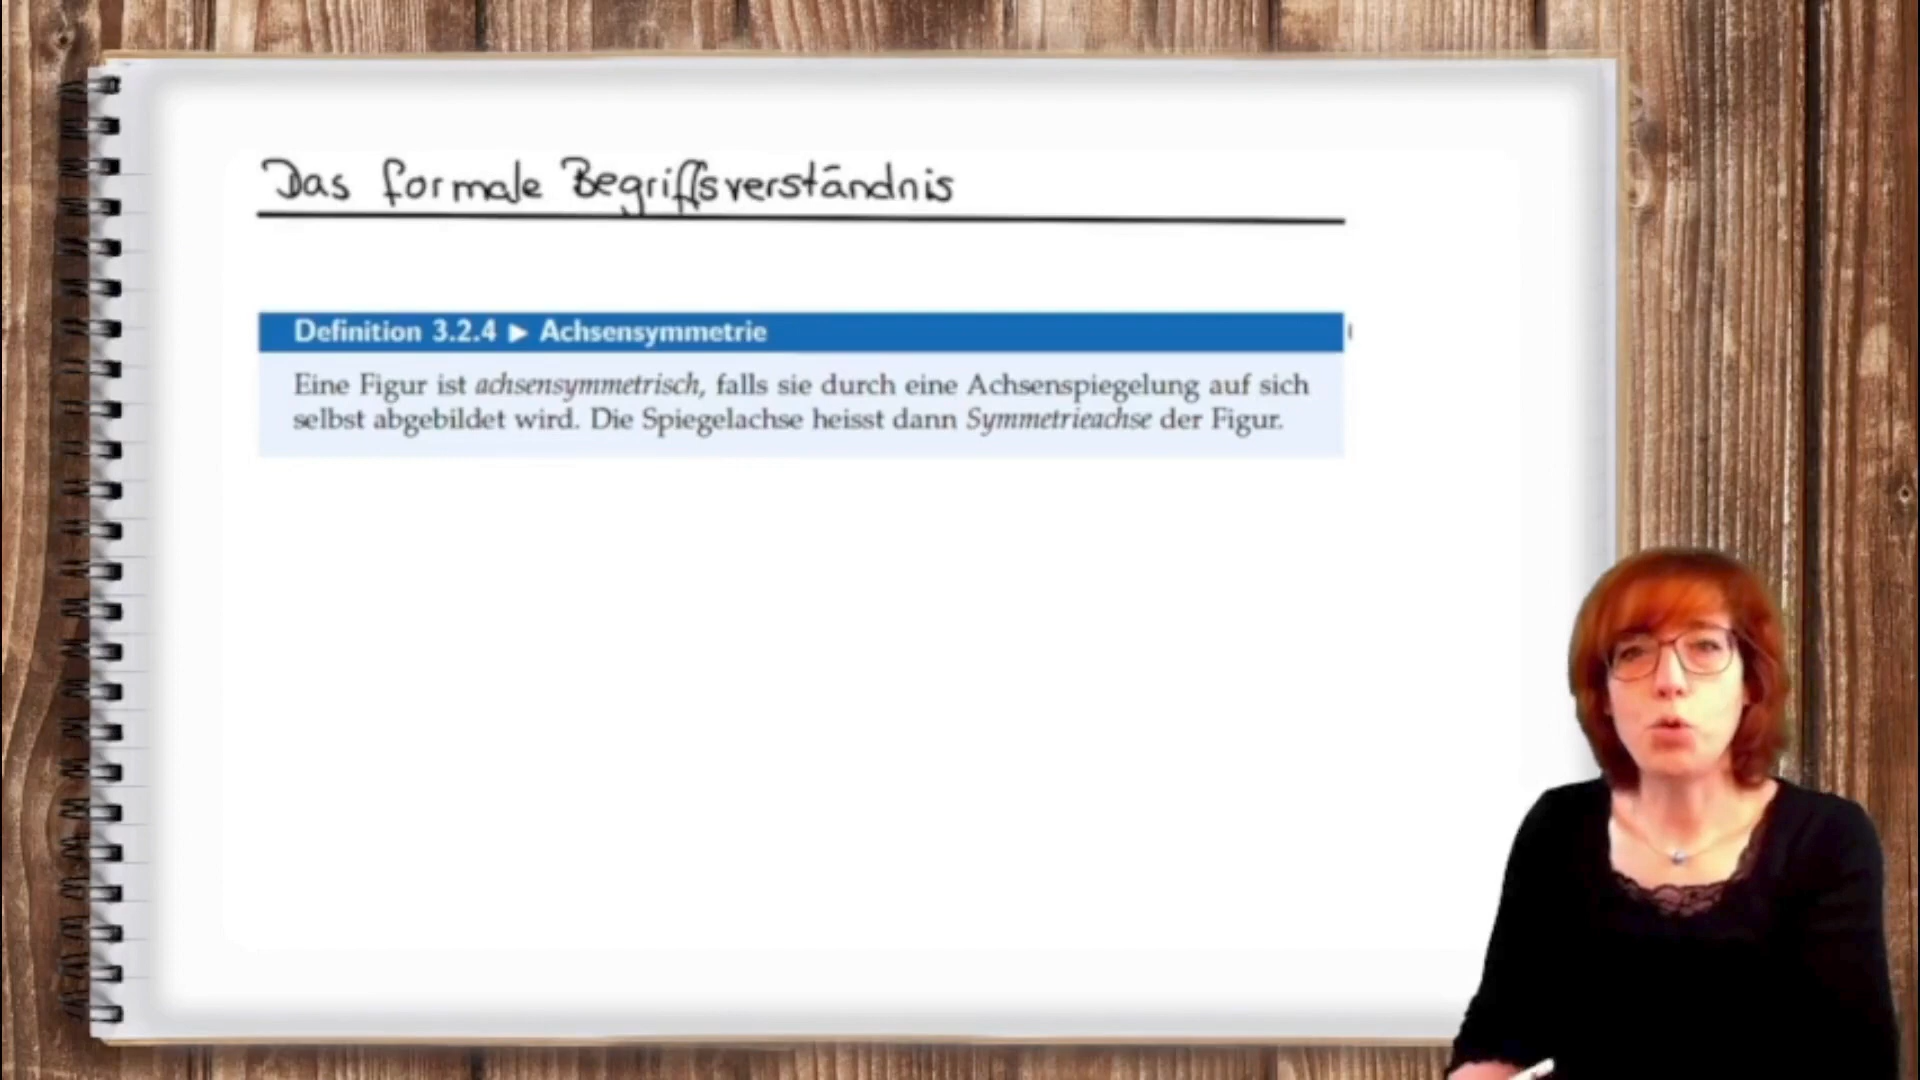 Das formale Begriffsverständnis
Definition 3.2.4 ▶ Achsensymmetrie
Eine Figur ist achsensymmetrisch, falls sie durch eine Achsenspiegelung auf sich
selbst abgebildet wird. Die Spiegelachse heisst dann Symmetrieachse der Figur.